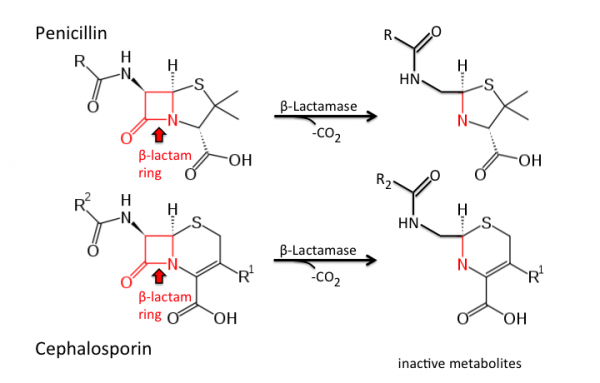 Penicillin
R
H
N
H
S
O
O
N
β-lactam
ring
O
OH
β-Lactamase
-CO2
R
O
HN
H
S
N
O
OH
R2
H
N
H
S
O
O
N
R1
β-lactam
ring
O
OH
β-Lactamase
-CO2
R2
O
HN
H
S
N
R1
O
OH
Cephalosporin
inactive metabolites